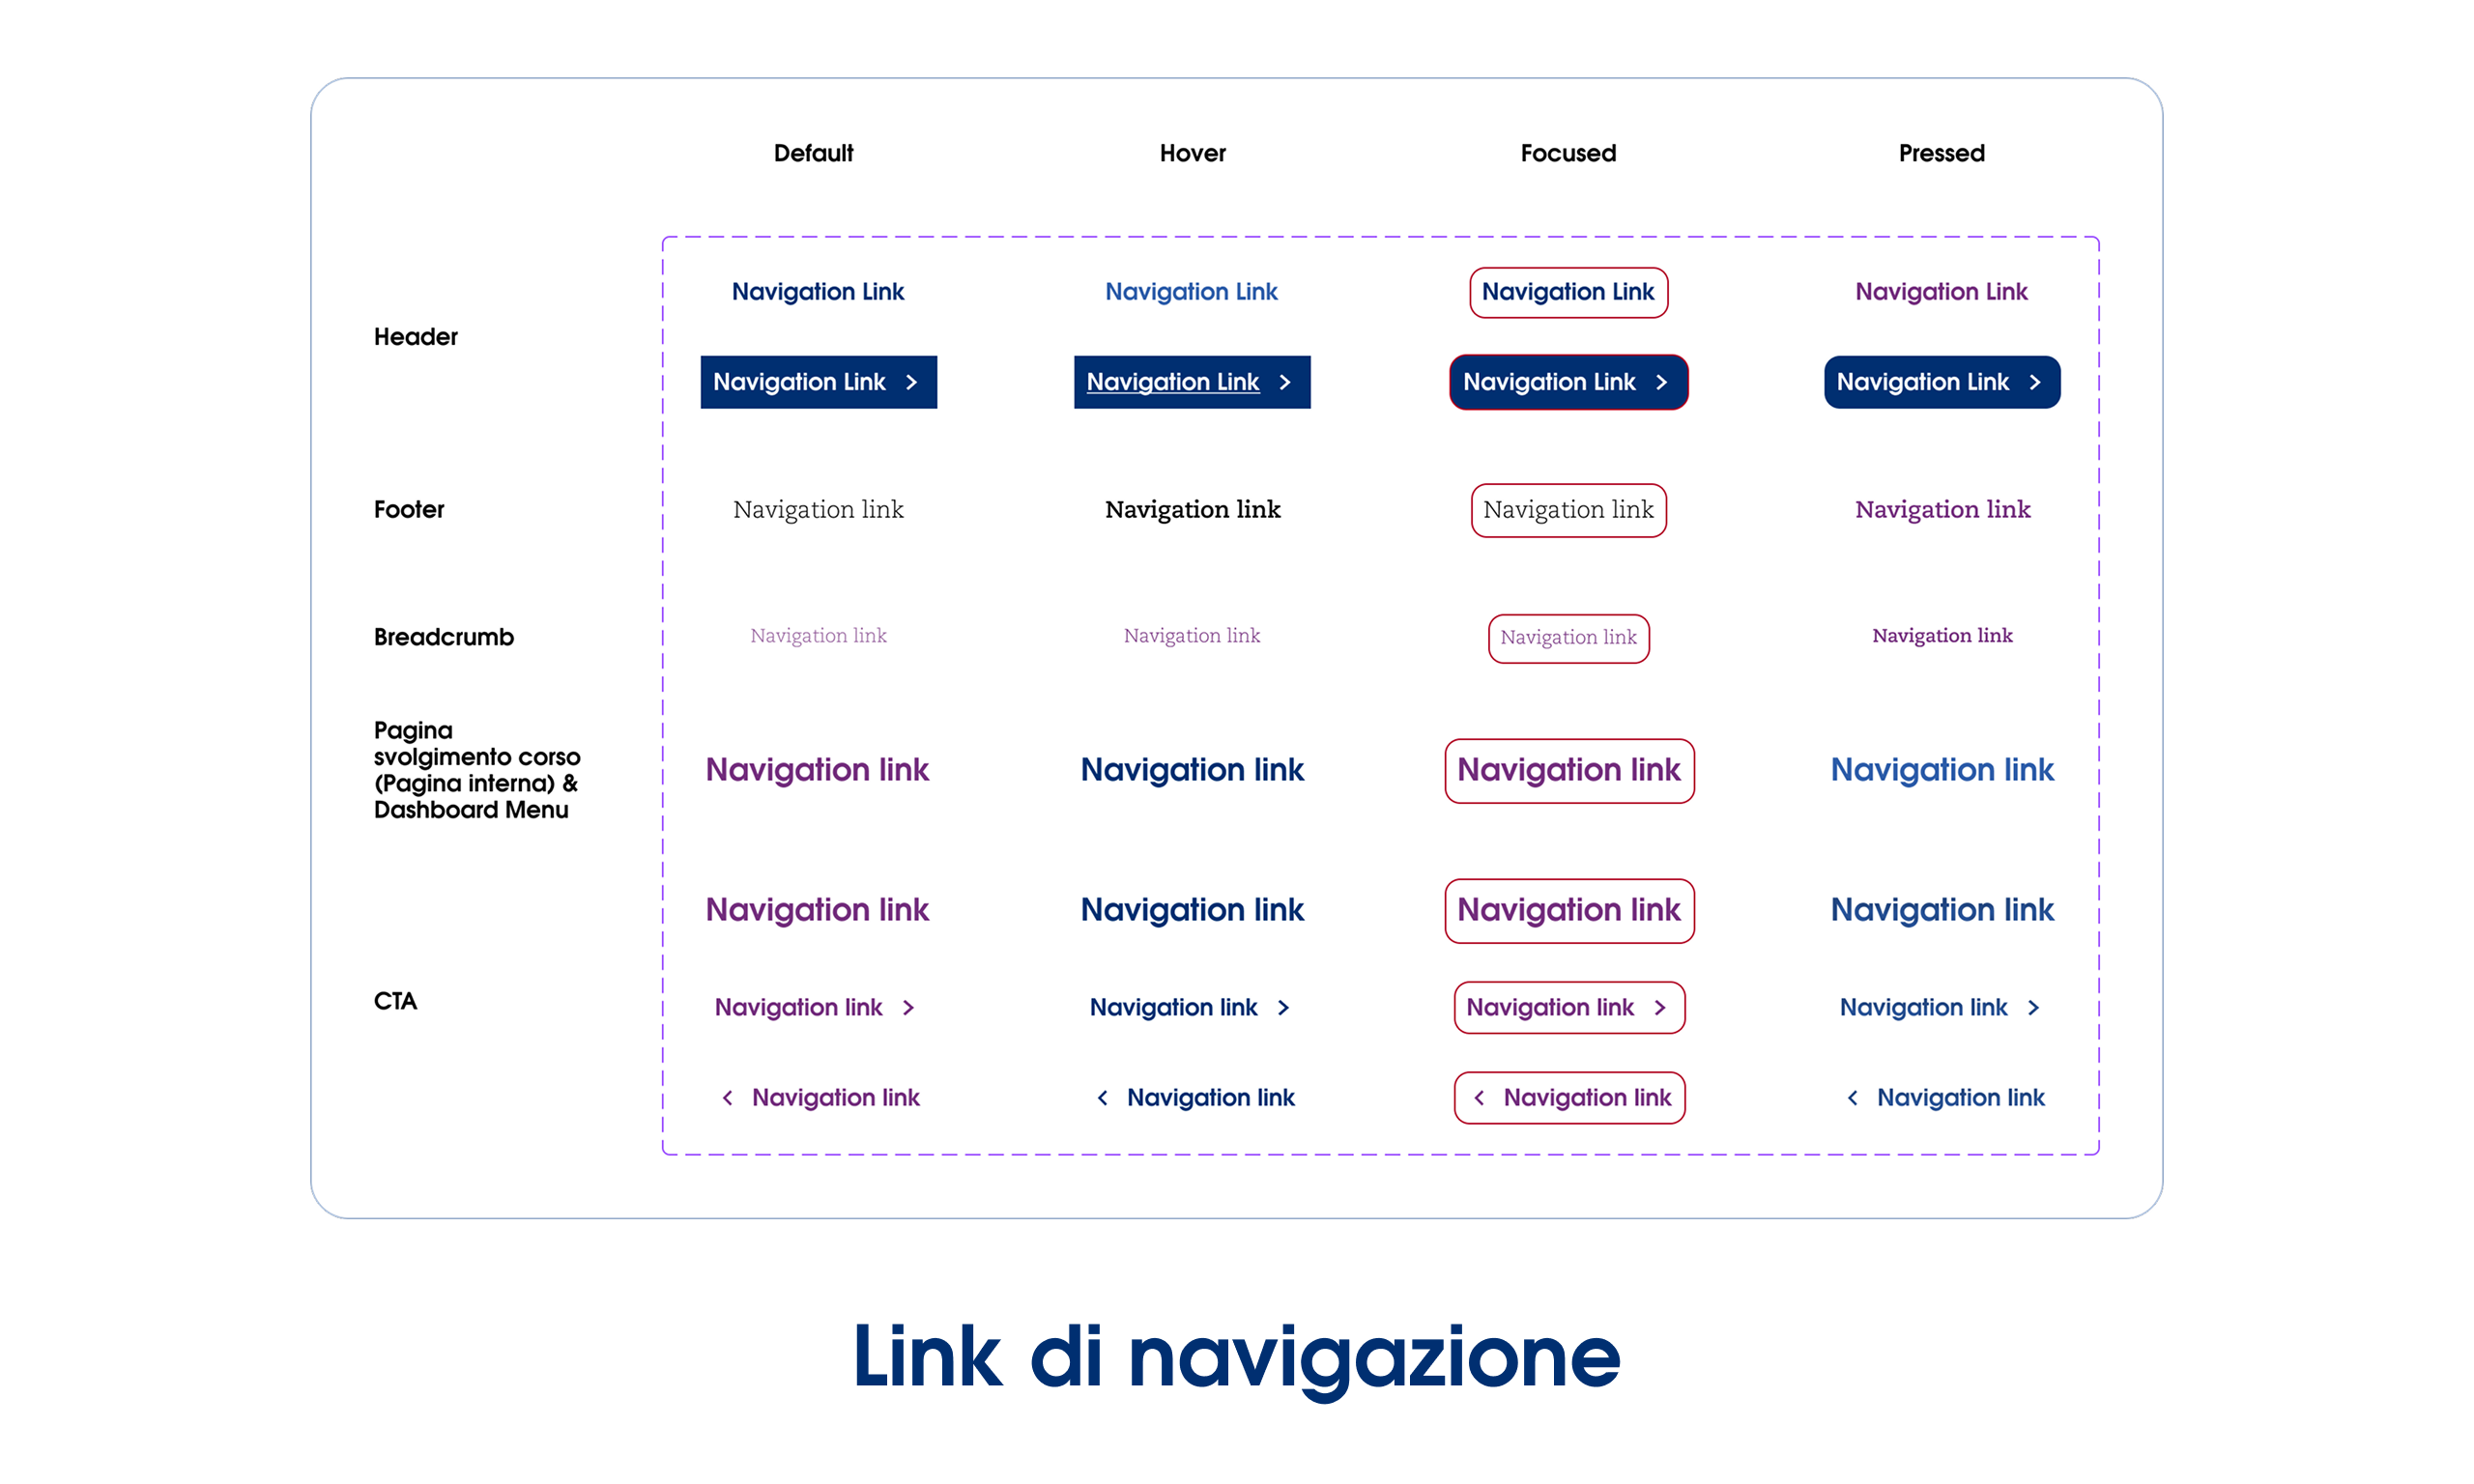 Default Hover Focused Pressed
Navigation Link Navigation Link Navigation Link Navigation Link
Header
Navigation Link > Navigation Link > Navigation Link > Navigation Link >
Footer Navigation link Navigation link Navigation link Navigation link
Breadcrumb Navigation link Navigation link Navigation link Navigation link
Pagina
svolgimento corso
(Pagina interna) &
Dashboard Menu
Navigation link Navigation link Navigation link Navigation link
Navigation link Navigation link Navigation link Navigation link
CTA
Navigation link > Navigation link > Navigation link > Navigation link >
< Navigation link < Navigation link < Navigation link < Navigation link
Link di navigazione